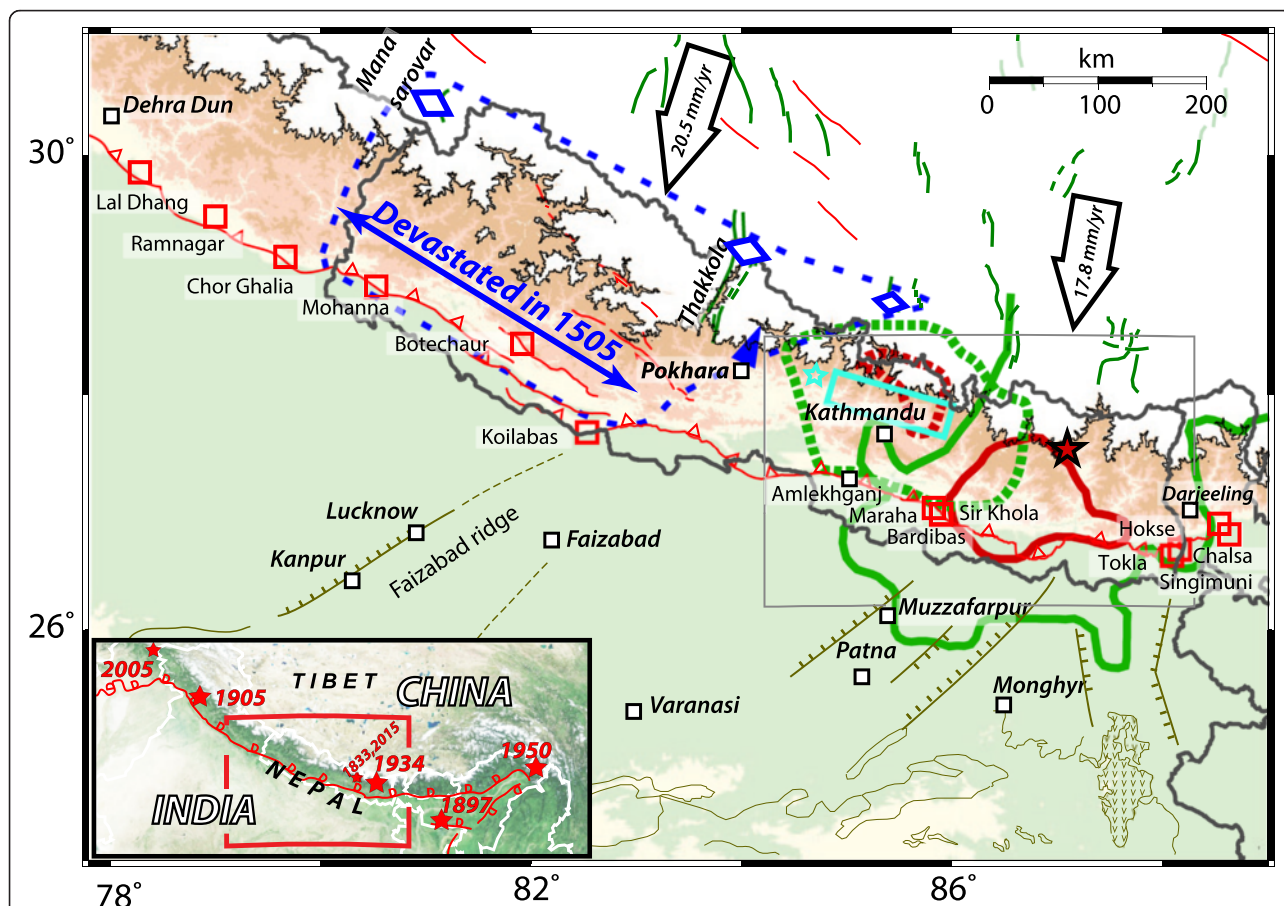 Mana
sarovar
km
0 100 200
Dehra Dun
20.5 mm/yr
30°
Lal Dhang
17.8 mm/yr
Ramnagar
Devastated in 1505
Thakkola
Chor Ghalia
Mohanna
Botechaur
Pokhara
Kathmandu
Koilabas
Amlekhganj
Darjeeling
Maraha
Sir Khola
Lucknow
Bardibas
Hokse
Faizabad
Chalsa
Kanpur
Faizabad ridge
Tokla
Singimuni
26°
Muzzafarpur
Patna
2005
TIBET
CHINA
Monghyr
1905
Varanasi
1833,2015
1934
1950
NEPAL
INDIA
1897
78° 82° 86°